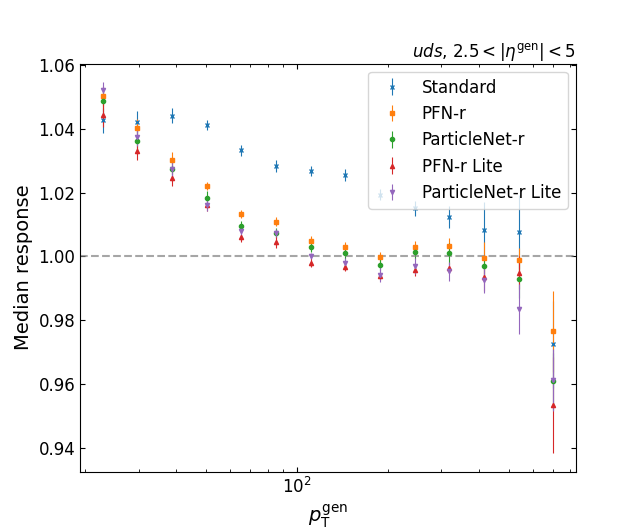 uds, 2.5 < |η^gen| < 5
Median response
1.06
1.04
1.02
1.00
0.98
0.96
0.94
Standard
PFN-r
ParticleNet-r
PFN-r Lite
ParticleNet-r Lite
10^2
p_T^gen